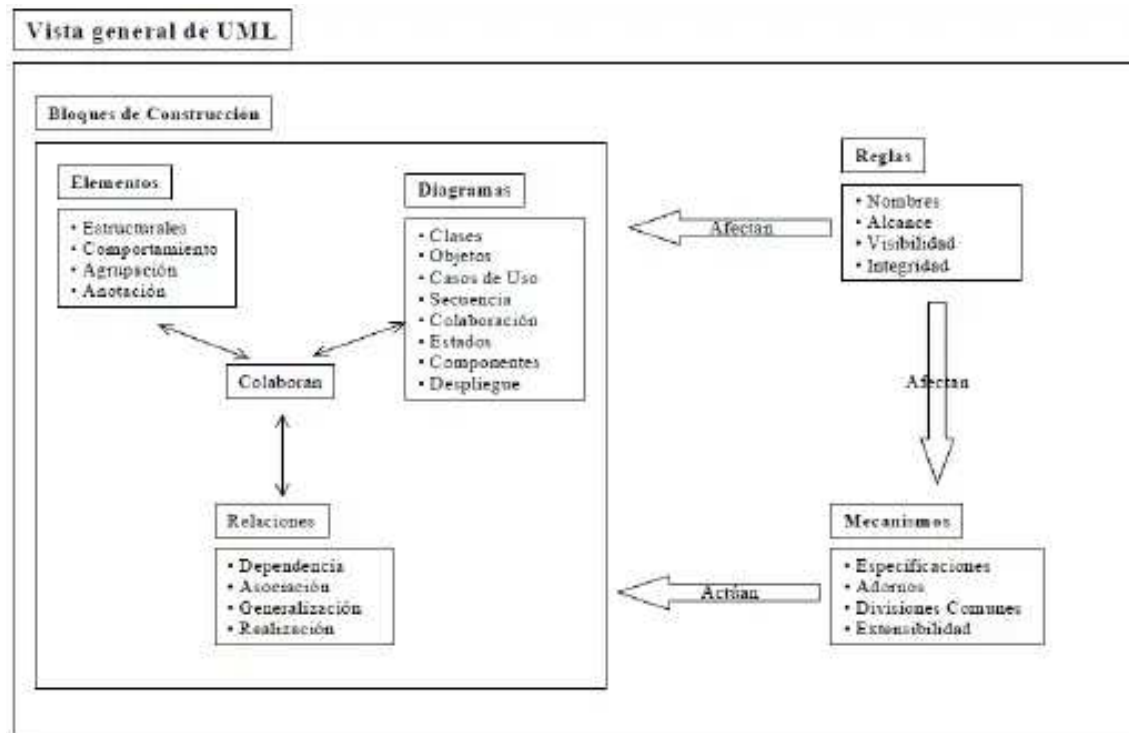 Vista general de UML
Bloques de Construcción
Elementos
• Estructurales
• Comportamiento
• Agrupación
• Anotación
Diagramas
• Clases
• Objetos
• Casos de Uso
• Secuencia
• Colaboración
• Estados
• Componentes
• Despliegue
Colaboran
Relaciones
• Dependencia
• Asociación
• Generalización
• Realización
Afectan
Reglas
• Nombres
• Alcance
• Visibilidad
• Integridad
Afectan
Mecanismos
• Especificaciones
• Adornos
• Divisiones Comunes
• Extensibilidad
Actúan